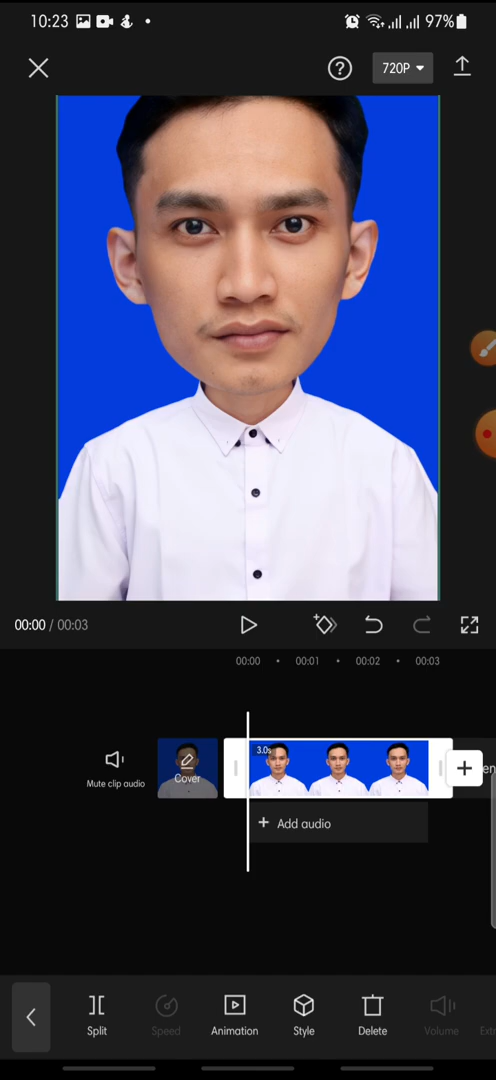 10:23 97%
720P
00:00 / 00:03
00:00 00:01 00:02 00:03
3.0s
Cover
Mute clip audio
+ Add audio
Split Speed Animation Style Delete Volume